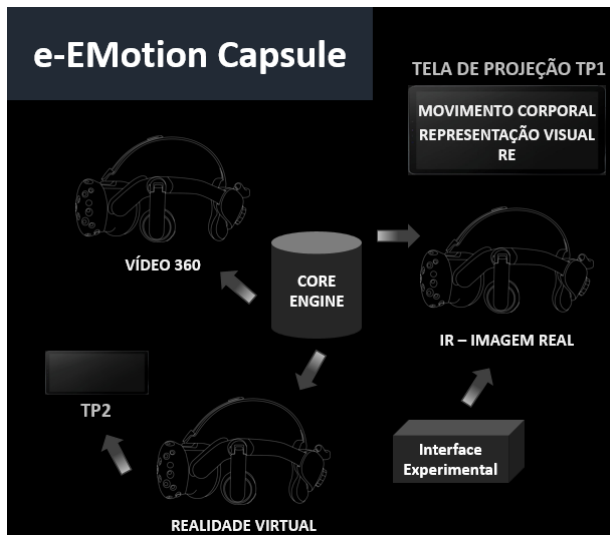 e-EMotion Capsule
TELA DE PROJEÇÃO TP1
MOVIMENTO CORPORAL
REPRESENTAÇÃO VISUAL
RE
VÍDEO 360
CORE
ENGINE
IR – IMAGEM REAL
TP2
Interface
Experimental
REALIDADE VIRTUAL